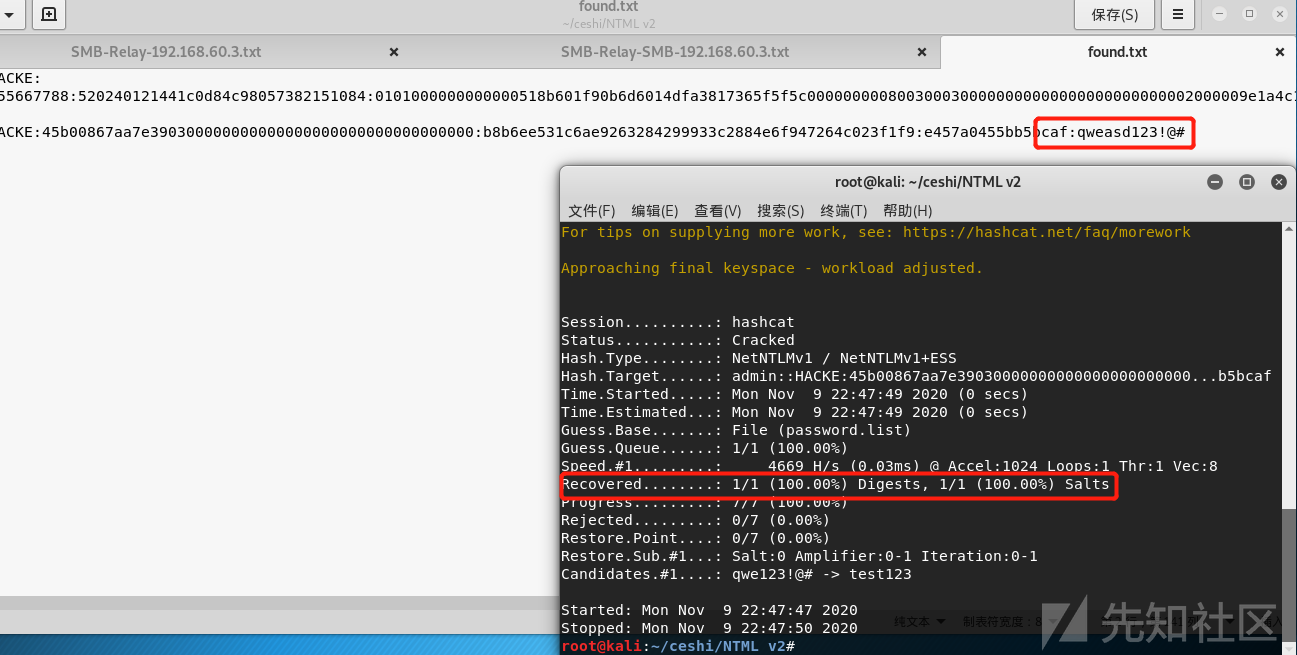 found.txt
~/ceshi/NTML v2
保存(S)
SMB-Relay-192.168.60.3.txt
SMB-Relay-SMB-192.168.60.3.txt
found.txt
ACKE:
55667788:520240121441c0d84c98057382151084:0101000000000000518b601f90b6d6014dfa3817365f5f5c0000000008003000300000000000000000000000002000009e1a4c
ACKE:45b00867aa7e3903000000000000000000000000000000:b8b6ee531c6ae9263284299933c2884e6f947264c023f1f9:e457a0455bb5bcaf:qweasd123!@#
root@kali: ~/ceshi/NTML v2
文件(F) 编辑(E) 查看(V) 搜索(S) 终端(T) 帮助(H)
For tips on supplying more work, see: https://hashcat.net/faq/morework
Approaching final keyspace - workload adjusted.
Session..........: hashcat
Status...........: Cracked
Hash.Type........: NetNTLMv1 / NetNTLMv1+ESS
Hash.Target......: admin::HACKE:45b00867aa7e39030000000000000000000000...b5bcaf
Time.Started.....: Mon Nov  9 22:47:49 2020 (0 secs)
Time.Estimated...: Mon Nov  9 22:47:49 2020 (0 secs)
Guess.Base.......: File (password.list)
Guess.Queue......: 1/1 (100.00%)
Speed.#1.........:     4669 H/s (0.03ms) @ Accel:1024 Loops:1 Thr:1 Vec:8
Recovered........: 1/1 (100.00%) Digests, 1/1 (100.00%) Salts
Progress.........: 7/7 (100.00%)
Rejected.........: 0/7 (0.00%)
Restore.Point....: 0/7 (0.00%)
Restore.Sub.#1...: Salt:0 Amplifier:0-1 Iteration:0-1
Candidates.#1....: qwe123!@# -> test123
Started: Mon Nov  9 22:47:47 2020
Stopped: Mon Nov  9 22:47:50 2020
root@kali:~/ceshi/NTML v2#
纯文本 制表符宽度：8
先知社区